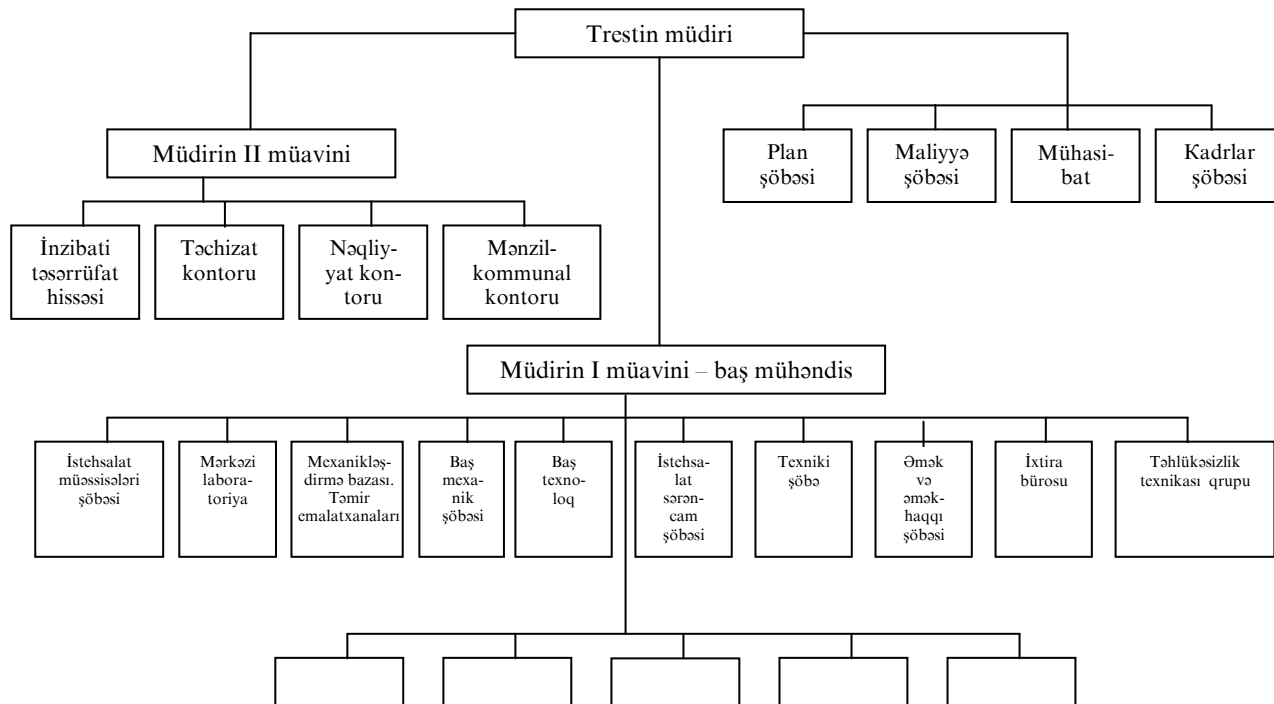 Trestin müdiri
Müdirin II müavini
Plan
şöbəsi
Maliyyə
şöbəsi
Mühasi-
bat
Kadrlar
şöbəsi
İnzibati
təsərrüfat
hissəsi
Təchizat
kontoru
Nəqliy-
yat kon-
toru
Mənzil-
kommunal
kontoru
Müdirin I müavini – baş mühəndis
İstehsalat
müəssisələri
şöbəsi
Mərkəzi
labora-
toriya
Mexanikləş-
dirmə bazası.
Təmir
emalatxanaları
Baş
mexa-
nik
şöbəsi
Baş
texno-
loq
İstehsa-
lat
sərən-
cam
şöbəsi
Texniki
şöbə
Əmək
və
əmək-
haqqı
şöbəsi
İxtira
bürosu
Təhlükəsizlik
texnikası qrupu